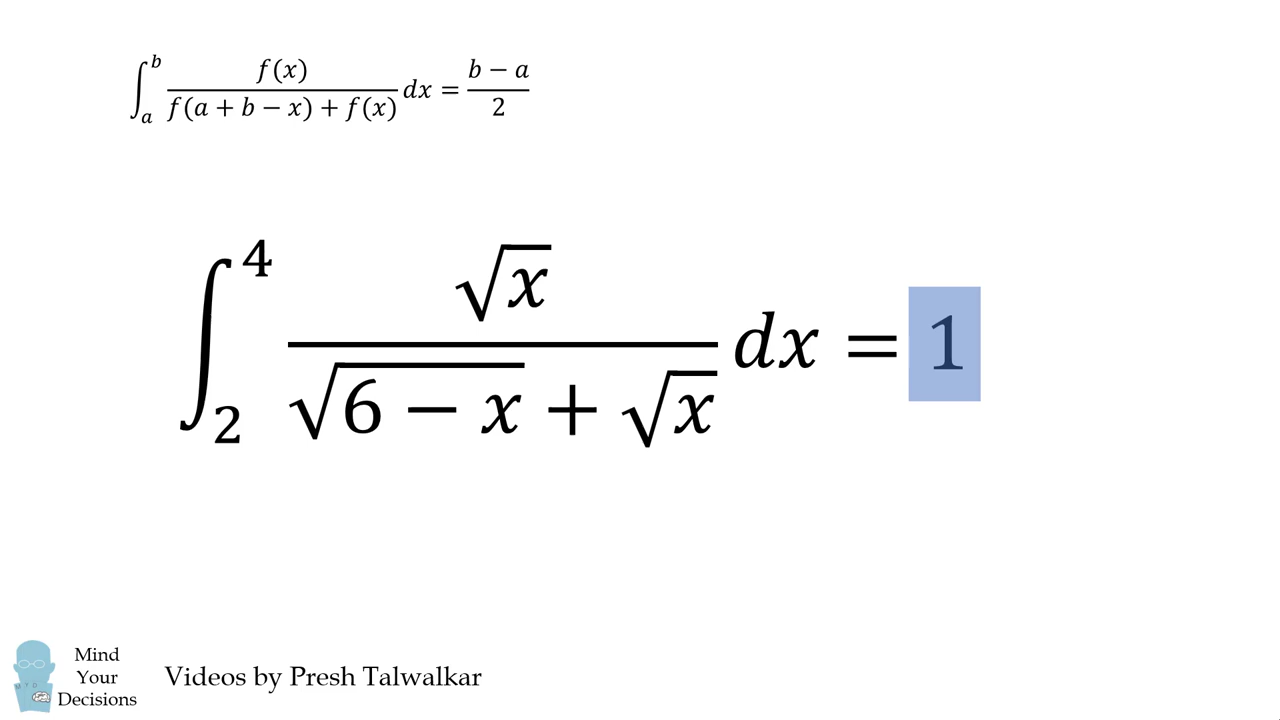 ∫_a^b f(x) / (f(a + b − x) + f(x)) dx = (b − a) / 2
∫_2^4 √x / (√(6 − x) + √x) dx = 1
Mind
Your
Decisions
Videos by Presh Talwalkar